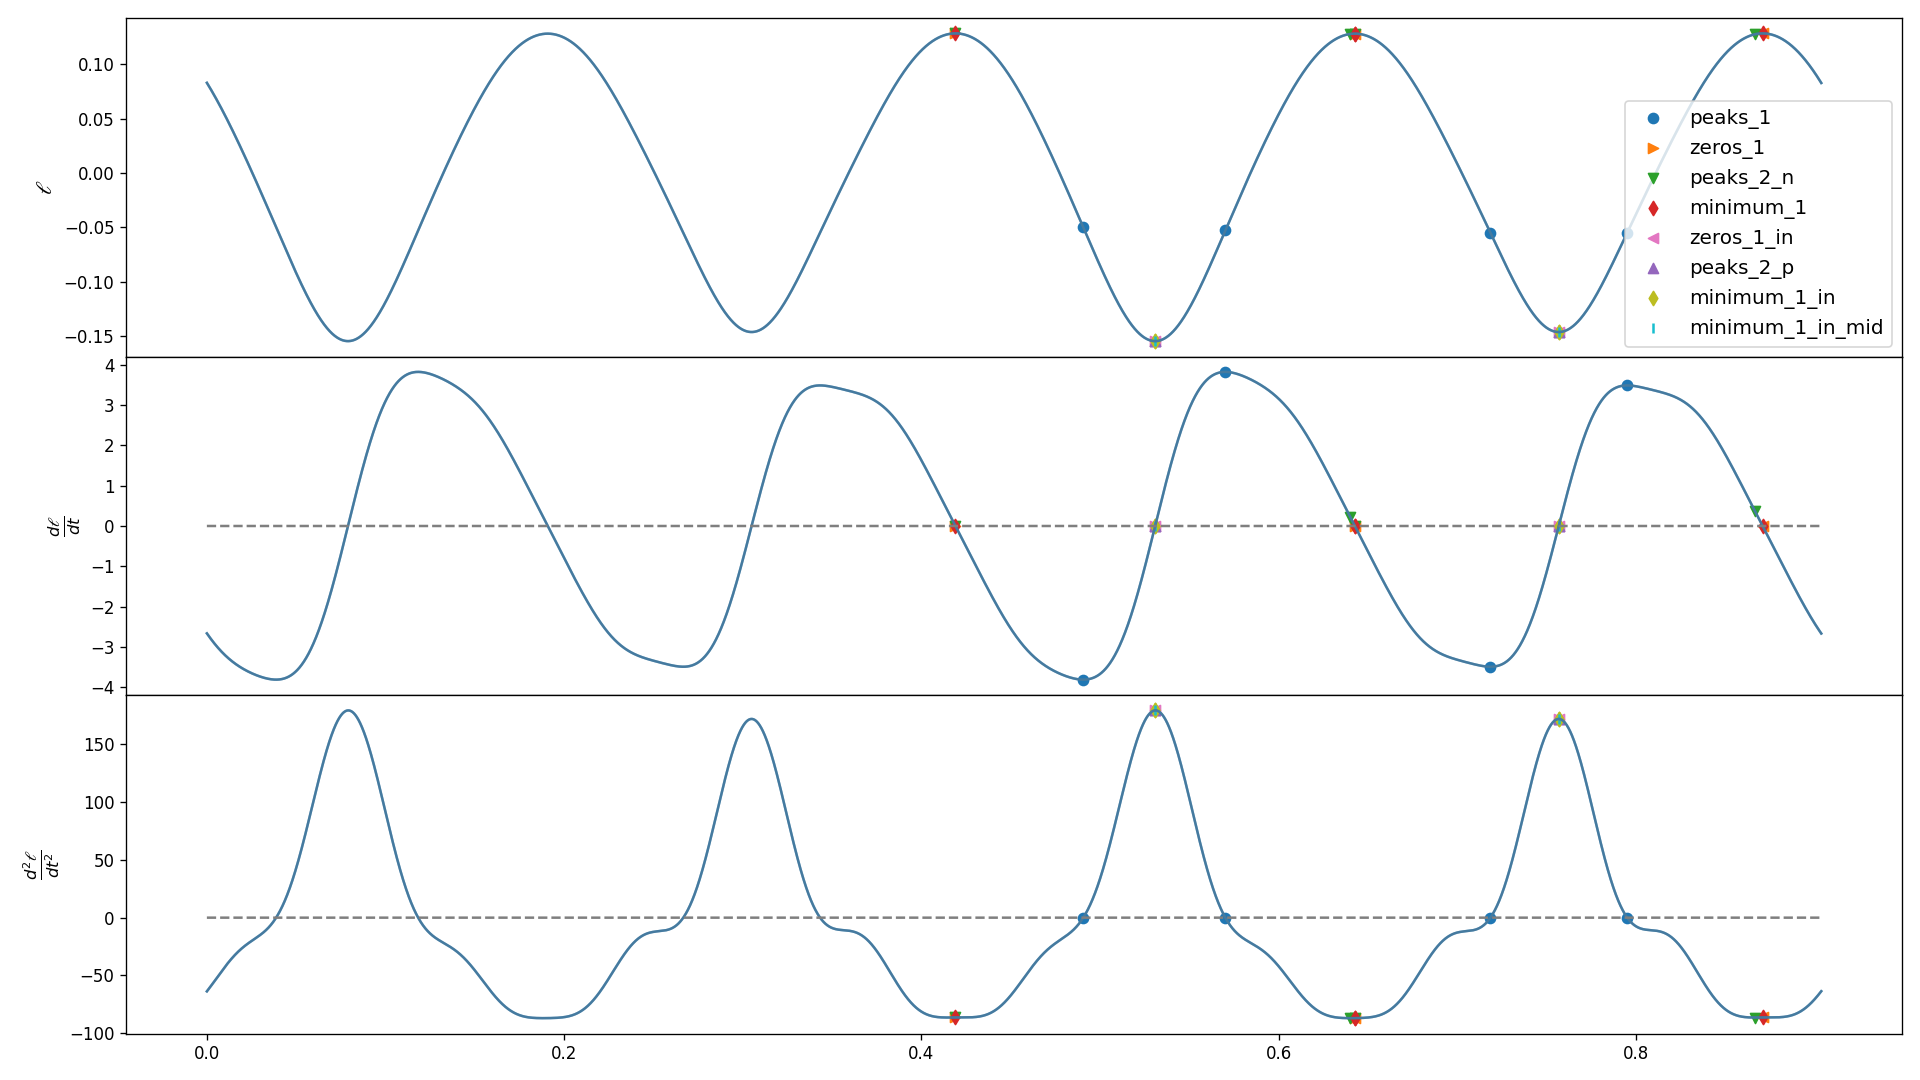 0.10
0.05
0.00
−0.05
−0.10
−0.15
ℓ
peaks_1
zeros_1
peaks_2_n
minimum_1
zeros_1_in
peaks_2_p
minimum_1_in
minimum_1_in_mid
4
3
2
1
0
−1
−2
−3
−4
dℓ
dt
150
100
50
0
−50
−100
d²ℓ
dt²
0.0 0.2 0.4 0.6 0.8